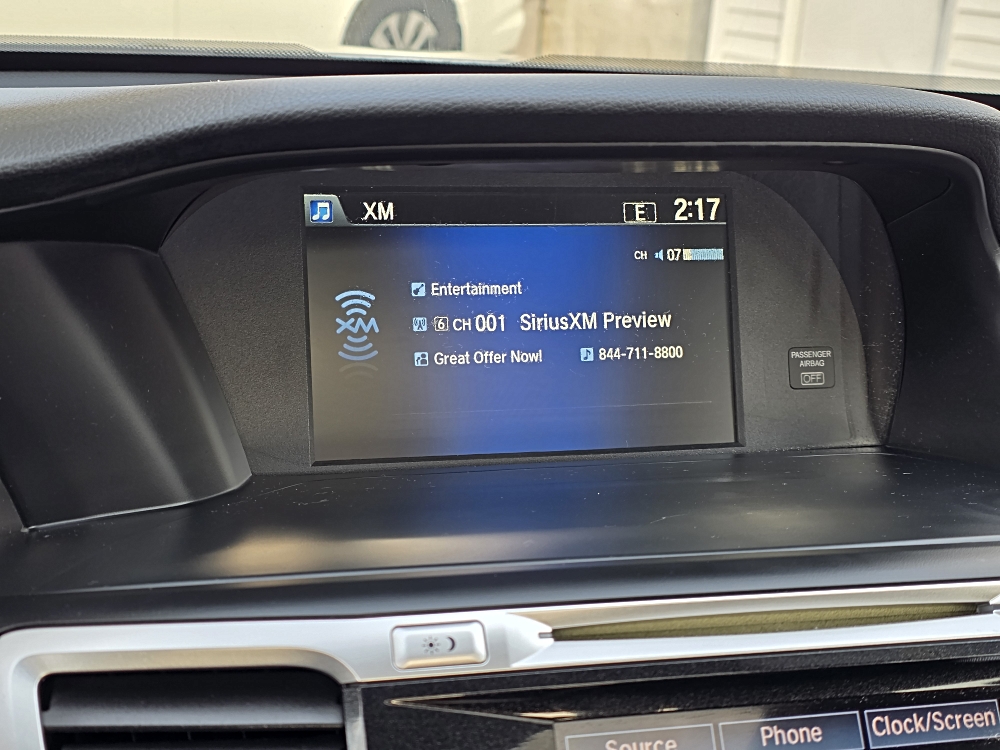 XM E 2:17
CH 07
Entertainment
XM
6 CH 001 SiriusXM Preview
Great Offer Now! 844-711-8800
PASSENGER
AIRBAG
OFF
Source Phone Clock/Screen